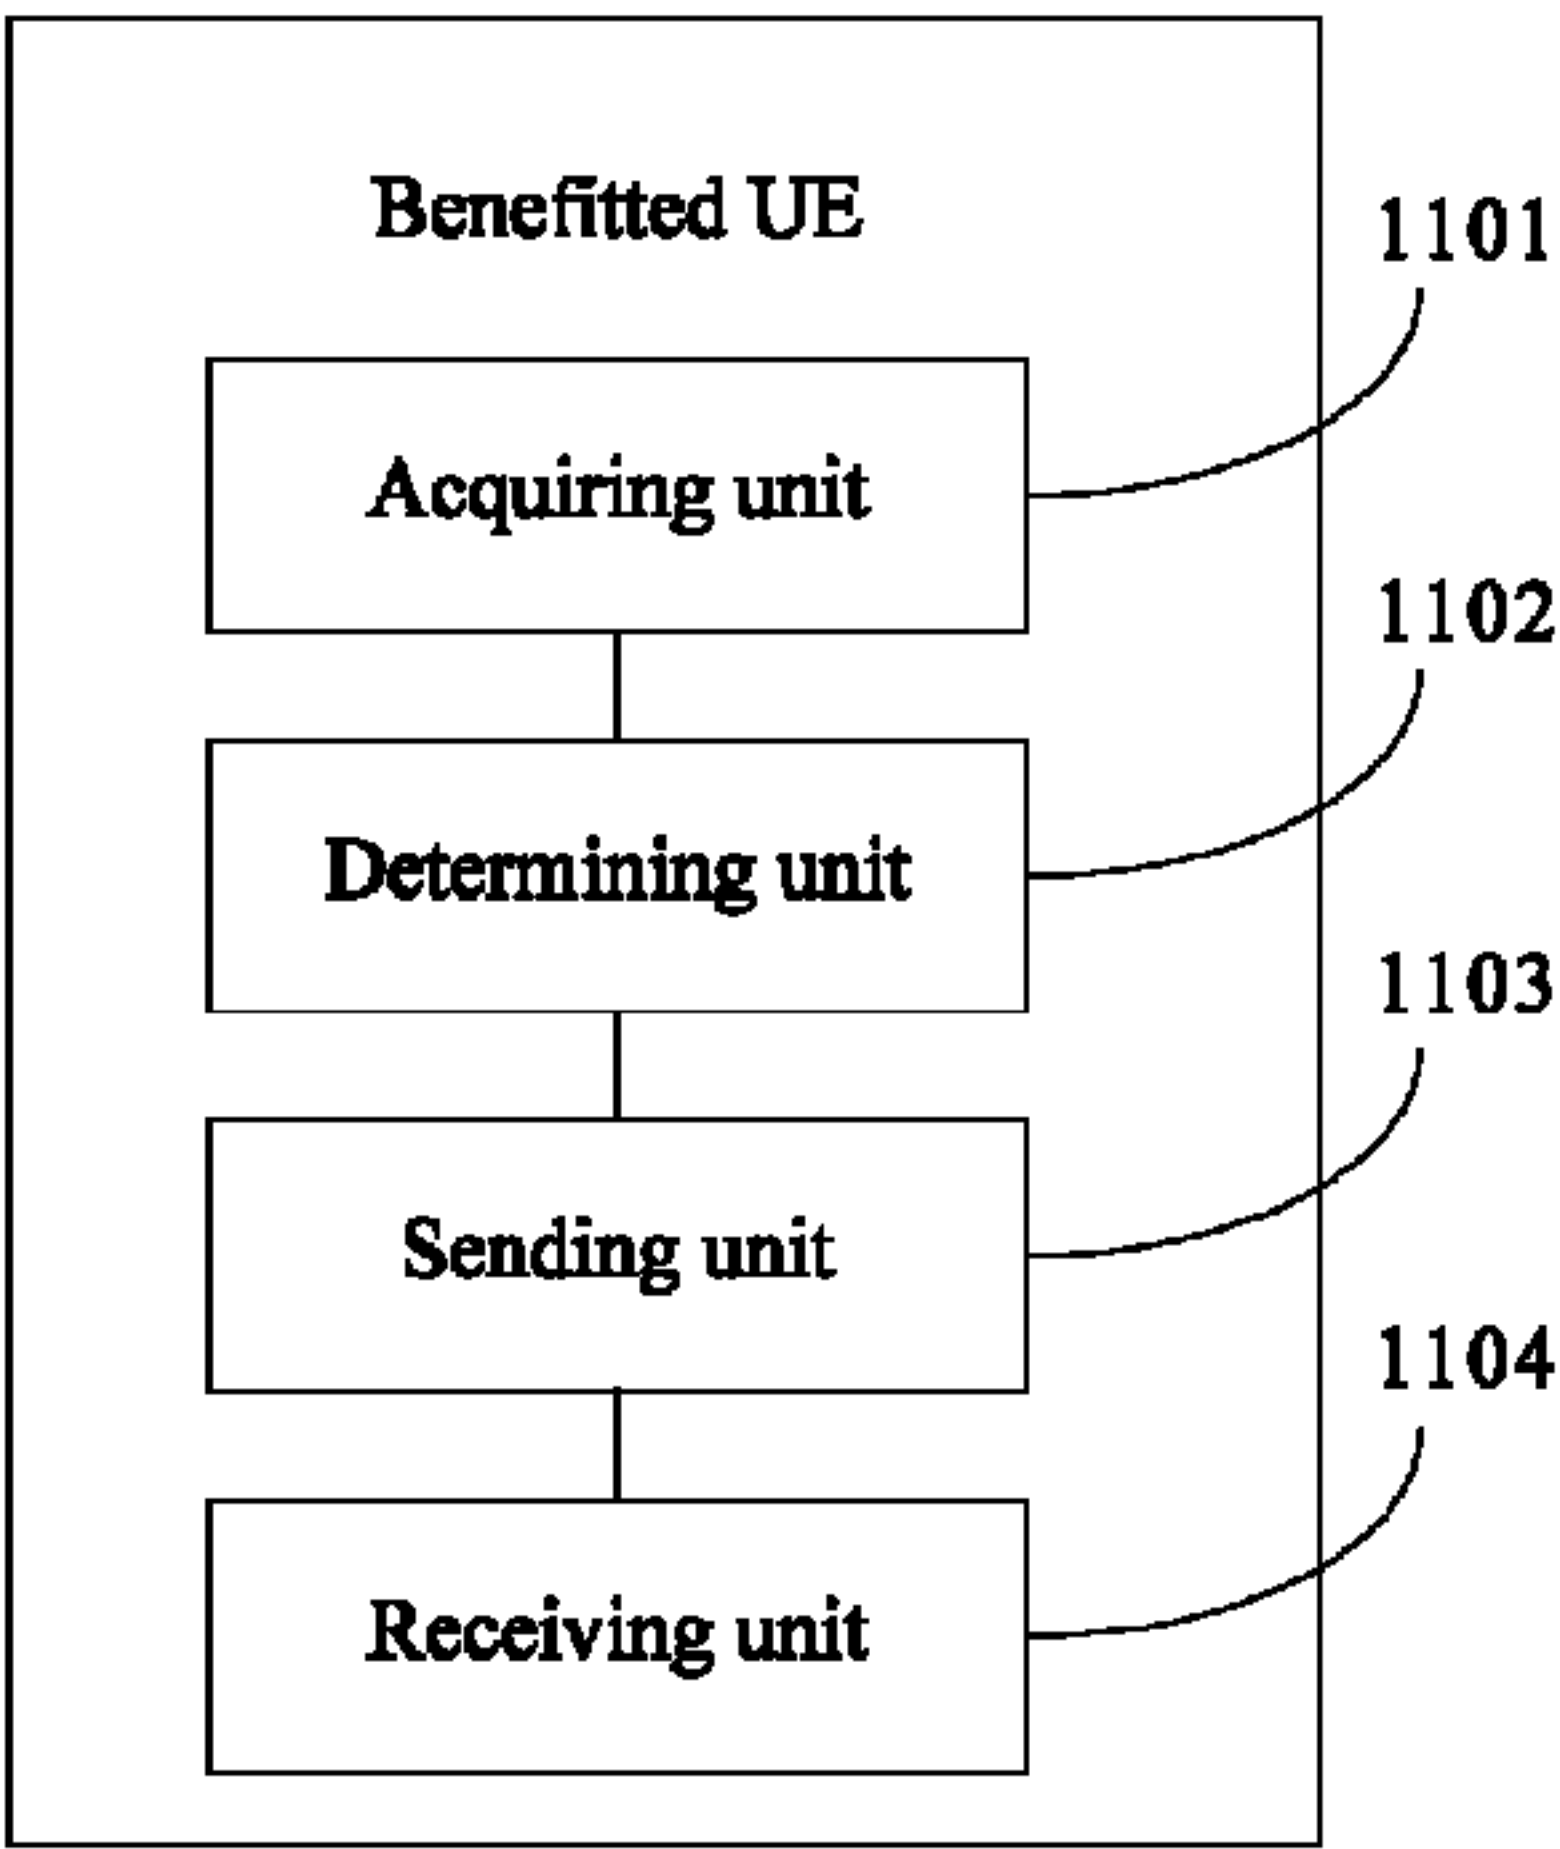 Benefitted UE
1101
Acquiring unit
1102
Determining unit
1103
Sending unit
1104
Receiving unit